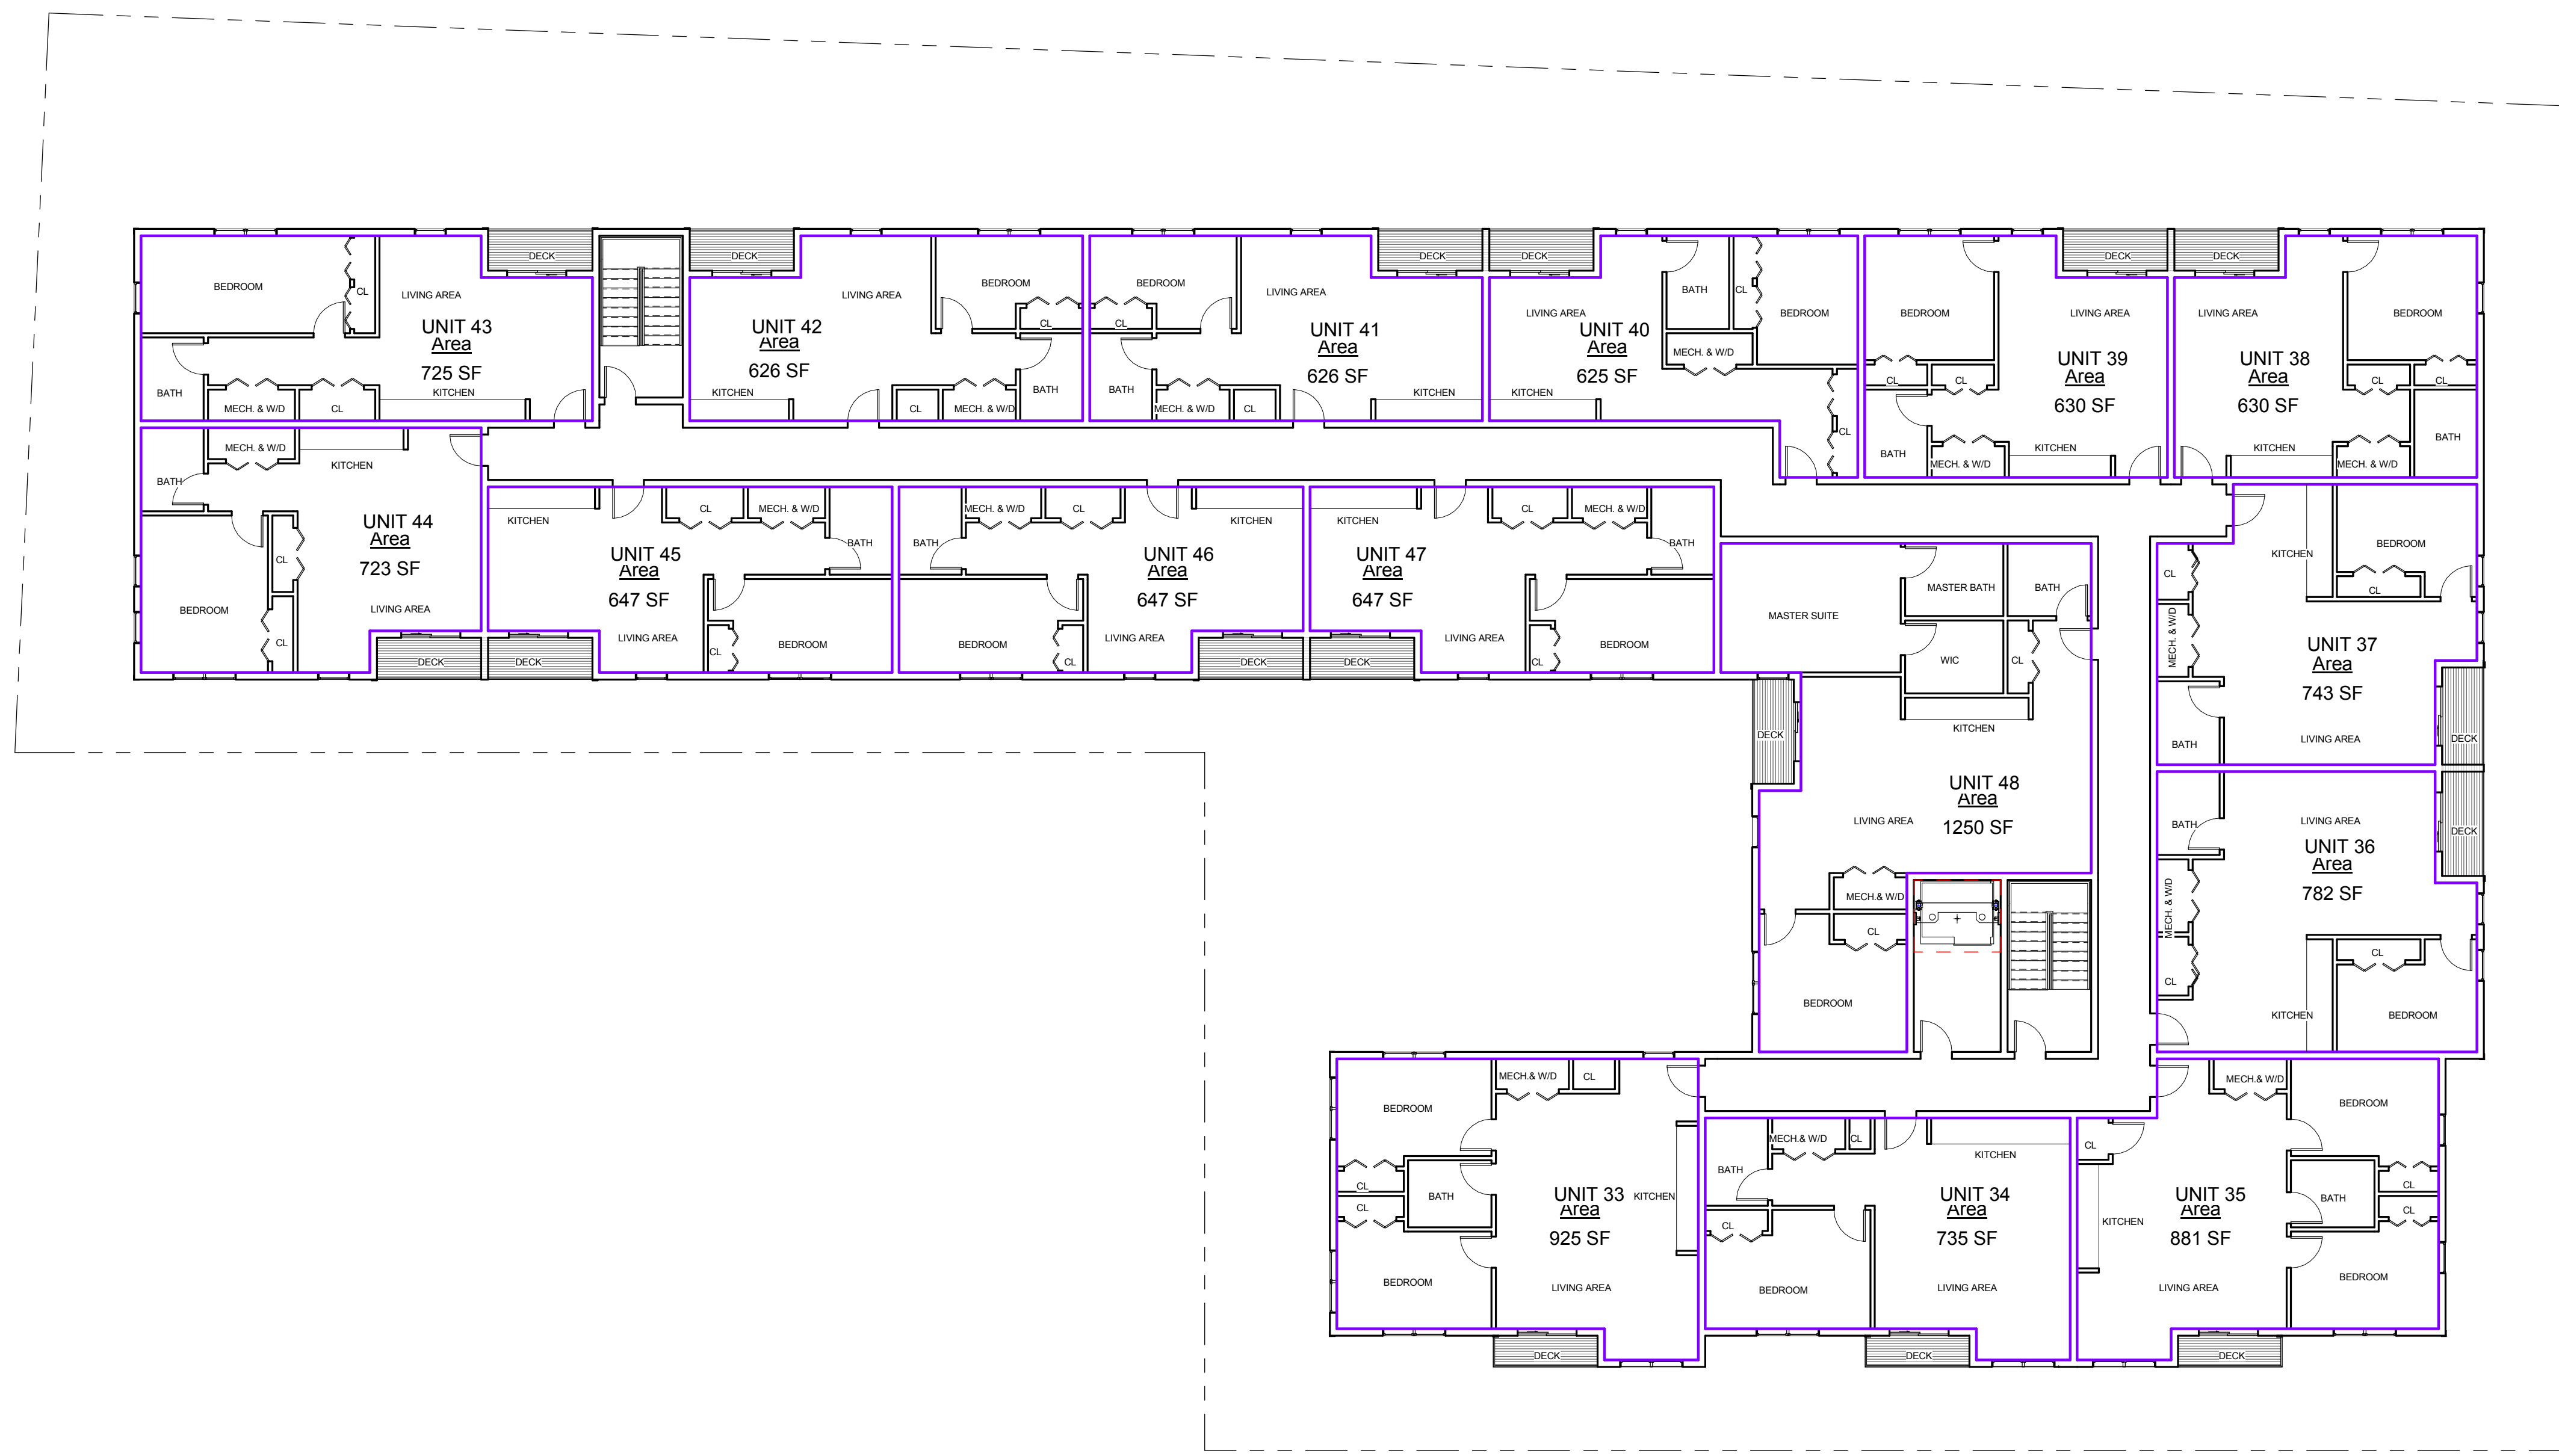 DECK
DECK
DECK
DECK
DECK
DECK
BEDROOM
CL
LIVING AREA
UNIT 43
Area
725 SF
KITCHEN
BATH
MECH. & W/D
CL
LIVING AREA
BEDROOM
CL
UNIT 42
Area
626 SF
KITCHEN
CL
MECH. & W/D
BATH
BEDROOM
CL
LIVING AREA
UNIT 41
Area
626 SF
BATH
MECH. & W/D
CL
KITCHEN
LIVING AREA
UNIT 40
Area
625 SF
KITCHEN
BATH
CL
BEDROOM
MECH. & W/D
CL
BEDROOM
LIVING AREA
UNIT 39
Area
630 SF
CL
CL
BATH
MECH. & W/D
KITCHEN
LIVING AREA
UNIT 38
Area
630 SF
BEDROOM
CL
CL
KITCHEN
MECH. & W/D
BATH
MECH. & W/D
KITCHEN
BATH
UNIT 44
Area
723 SF
CL
BEDROOM
LIVING AREA
CL
DECK
KITCHEN
CL
MECH. & W/D
BATH
UNIT 45
Area
647 SF
LIVING AREA
CL
BEDROOM
DECK
MECH. & W/D
CL
KITCHEN
BATH
UNIT 46
Area
647 SF
BEDROOM
LIVING AREA
CL
DECK
KITCHEN
CL
MECH. & W/D
BATH
UNIT 47
Area
647 SF
LIVING AREA
BEDROOM
CL
DECK
MASTER SUITE
MASTER BATH
BATH
WIC
CL
KITCHEN
DECK
UNIT 48
Area
1250 SF
LIVING AREA
MECH.& W/D
CL
BEDROOM
KITCHEN
BEDROOM
CL
CL
MECH. & W/D
UNIT 37
Area
743 SF
BATH
LIVING AREA
DECK
BATH
LIVING AREA
DECK
UNIT 36
Area
782 SF
MECH. & W/D
CL
CL
KITCHEN
BEDROOM
MECH.& W/D
CL
BEDROOM
CL
BATH
CL
UNIT 33
Area
925 SF
KITCHEN
BEDROOM
LIVING AREA
DECK
MECH.& W/D
CL
KITCHEN
BATH
UNIT 34
Area
735 SF
CL
BEDROOM
LIVING AREA
DECK
MECH.& W/D
BEDROOM
CL
BATH
CL
CL
UNIT 35
Area
881 SF
KITCHEN
BEDROOM
LIVING AREA
DECK